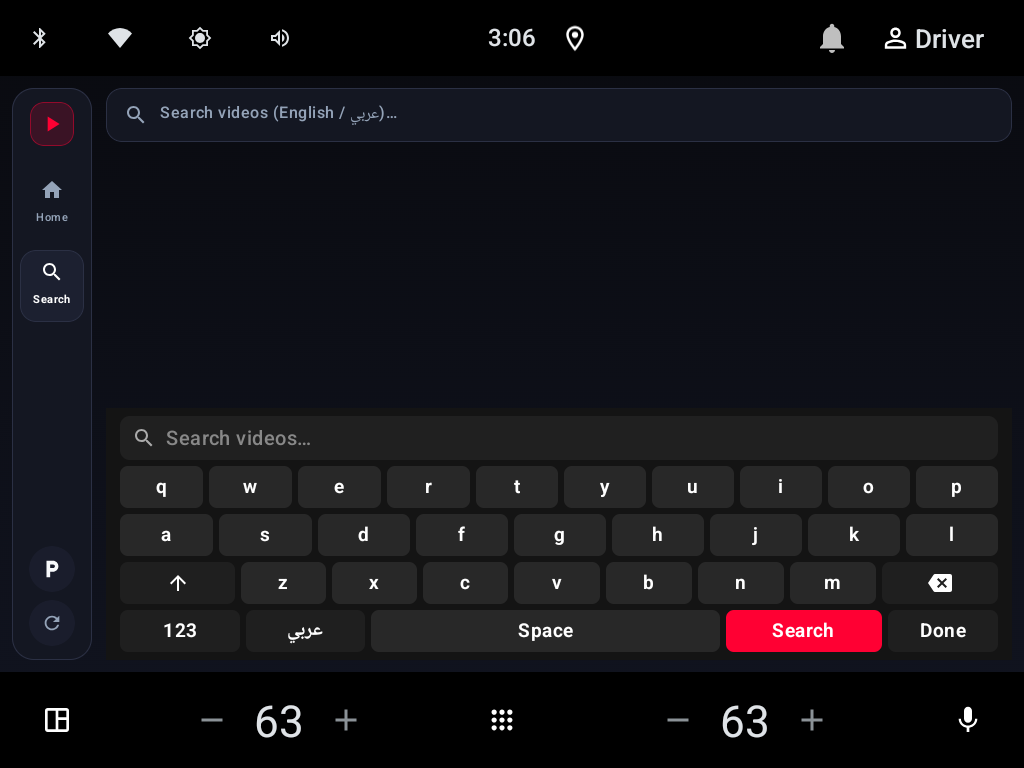 3:06
Driver
Search videos (English / عربي)…
Home
Search
P
Search videos…
q w e r t y u i o p
a s d f g h j k l
z x c v b n m
123 عربي Space Search Done
63 63